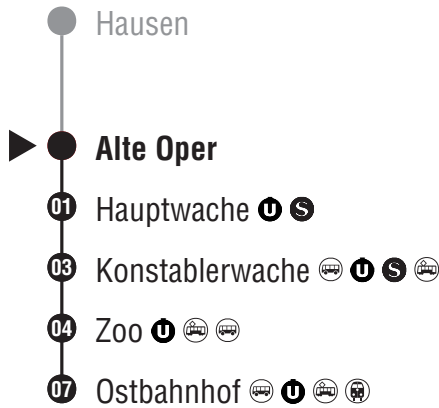 Hausen
Alte Oper
01 Hauptwache U S
03 Konstablerwache U S
04 Zoo U
07 Ostbahnhof U